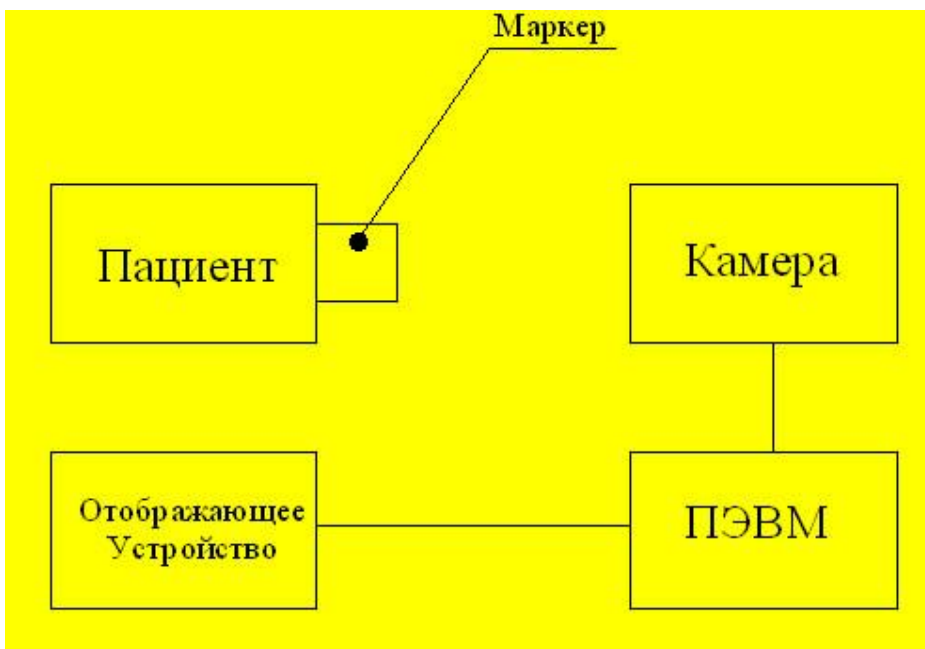 Маркер
Пациент
Камера
Отображающее
Устройство
ПЭВМ